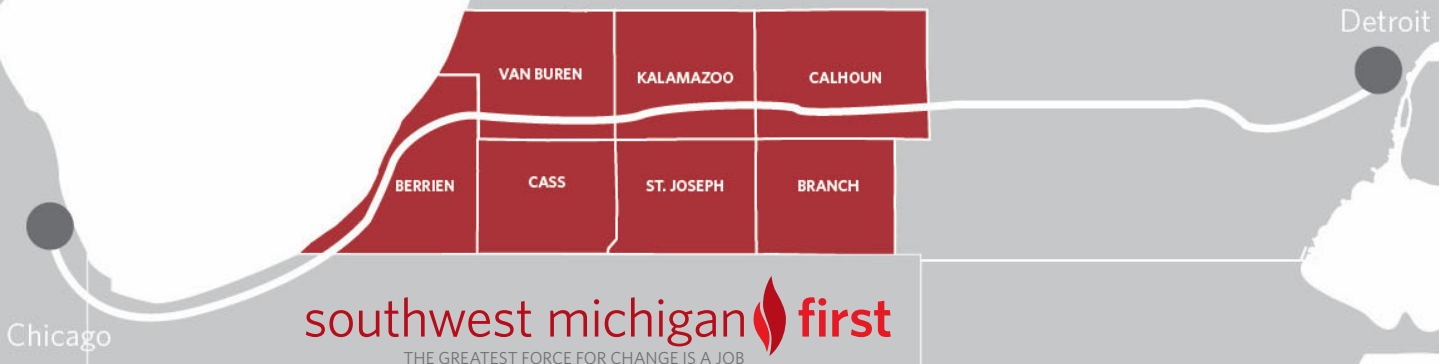 Detroit
VAN BUREN
KALAMAZOO
CALHOUN
BERRIEN
CASS
ST. JOSEPH
BRANCH
Chicago
southwest michigan first
THE GREATEST FORCE FOR CHANGE IS A JOB